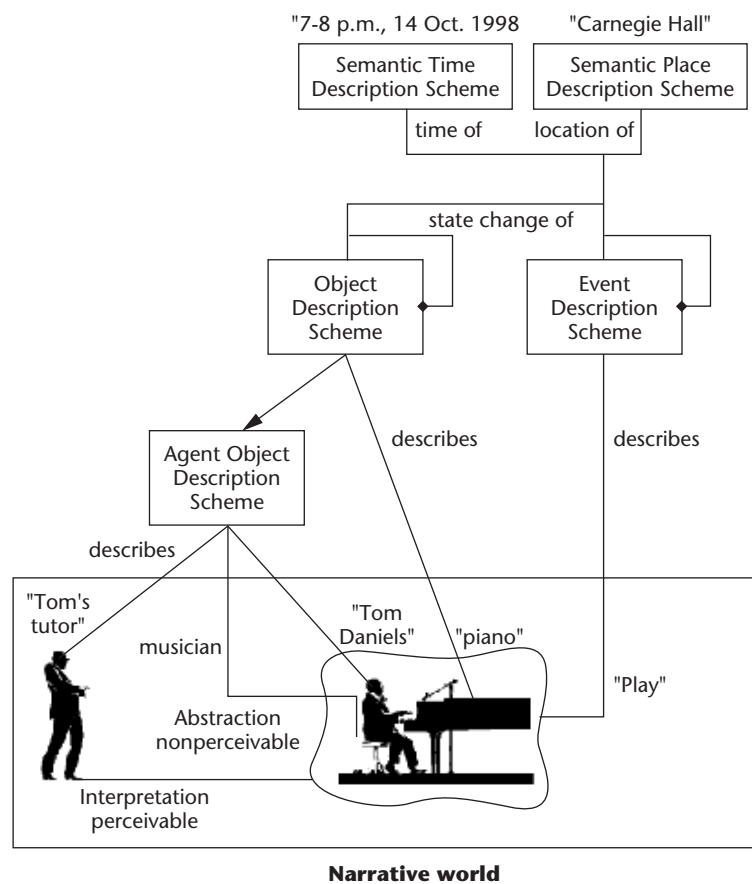 "7-8 p.m., 14 Oct. 1998
"Carnegie Hall"
Semantic Time
Description Scheme
Semantic Place
Description Scheme
time of
location of
state change of
Object
Description
Scheme
Event
Description
Scheme
describes
describes
Agent Object
Description
Scheme
describes
"Tom's
tutor"
musician
"Tom
Daniels"
"piano"
"Play"
Abstraction
nonperceivable
Interpretation
perceivable
Narrative world